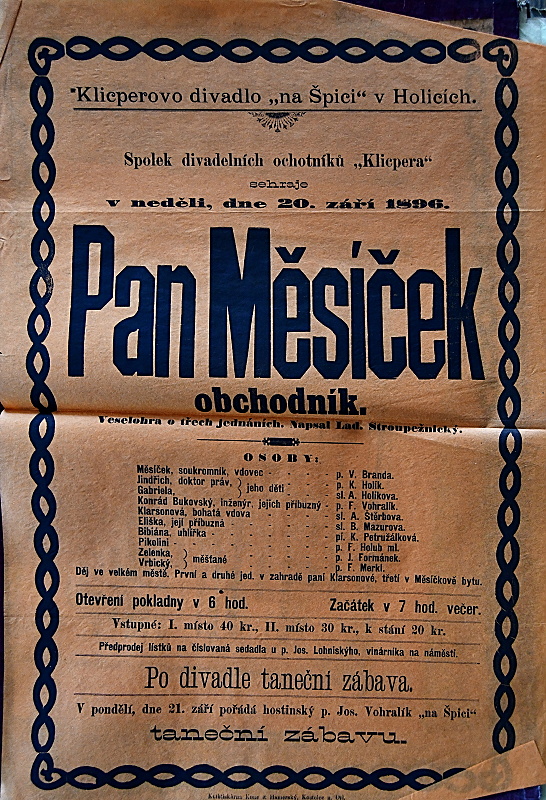 Klicperovo divadlo „na Špici“ v Holicích.
Spolek divadelních ochotníků „Klicpera“
sehraje
v neděli, dne 20. září 1896.
Pan Měsíček
obchodník.
Veselohra o třech jednáních. Napsal Lad. Stroupežnický.
OSOBY:
Měsíček, soukromník, vdovec - - - - - p. V. Branda.
Jindřich, doktor práv, } jeho děti - - - - p. K. Holík.
Gabriela, sl. A. Holíkova.
Konrád Bukovský, inženýr, jejich příbuzný - p. F. Vohralík.
Klarsonová, bohatá vdova - - - - - sl. A. Štěrbova.
Eliška, její příbuzná - - - - - sl. B. Mazurova.
Bibiána, uhlířka - - - - - pí. K. Petružálková.
Pikolini - - - - - p. F. Holub ml.
Zelenka, } měšťané - - - - - p. J. Formánek.
Vrbický, p. F. Merkl.
Děj ve velkém městě. První a druhé jed. v zahradě paní Klarsonové, třetí v Měsíčkově bytu.
Otevření pokladny v 6 hod. Začátek v 7 hod. večer.
Vstupné: I. místo 40 kr., II. místo 30 kr., k stání 20 kr.
Předprodej lístků na číslovaná sedadla u p. Jos. Lohniského, vinárníka na náměstí.
Po divadle taneční zábava.
V pondělí, dne 21. září pořádá hostinský p. Jos. Vohralík „na Špici“
taneční zábavu.